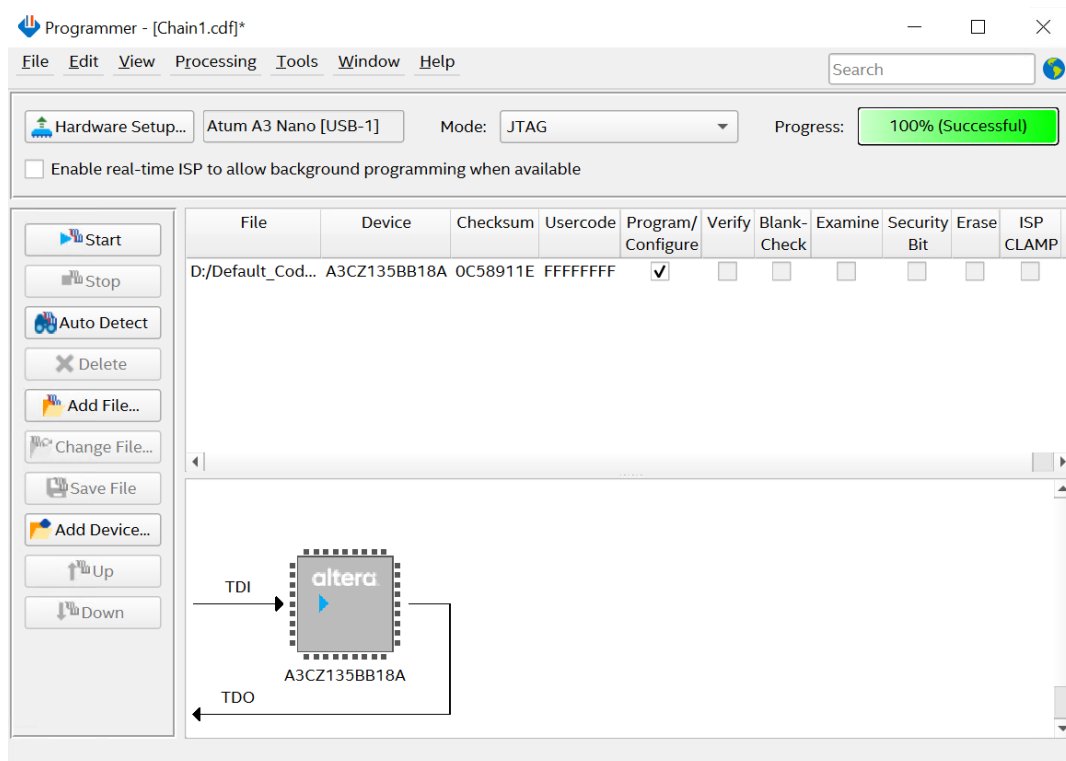 Programmer - [Chain1.cdf]*
File Edit View Processing Tools Window Help
Search
Hardware Setup... Atum A3 Nano [USB-1] Mode: JTAG Progress: 100% (Successful)
Enable real-time ISP to allow background programming when available
Start
Stop
Auto Detect
Delete
Add File...
Change File...
Save File
Add Device...
Up
Down
File Device Checksum Usercode Program/ Verify Blank- Examine Security Erase ISP
Configure Check Bit CLAMP
D:/Default_Cod... A3CZ135BB18A 0C58911E FFFFFFFF
altera
TDI
A3CZ135BB18A
TDO